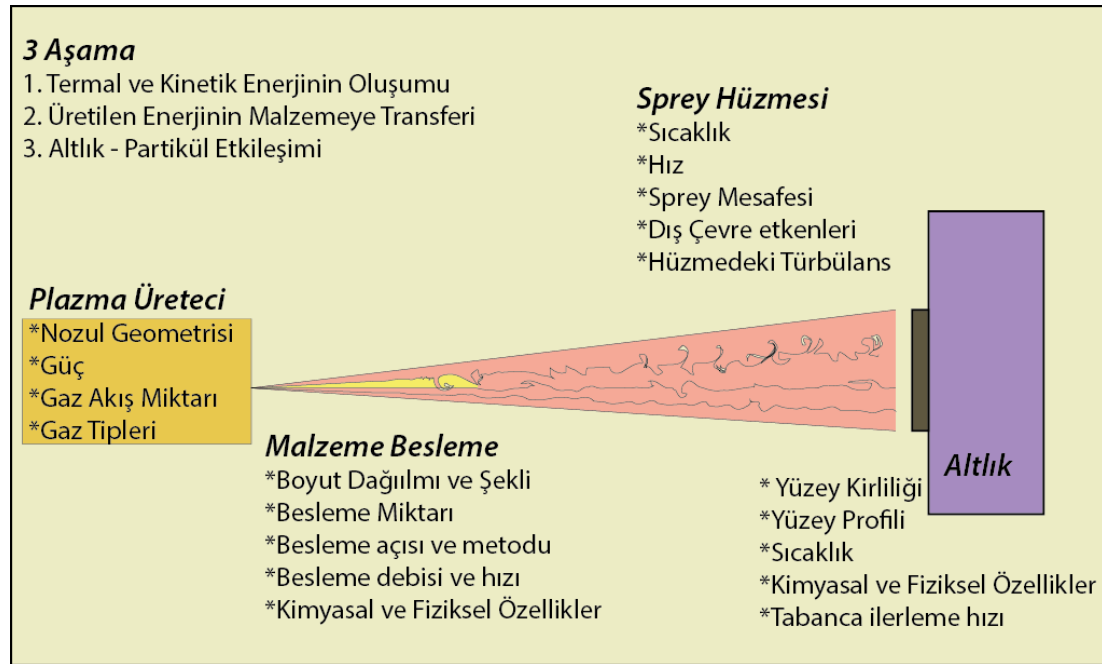 3 Aşama
1. Termal ve Kinetik Enerjinin Oluşumu
2. Üretilen Enerjinin Malzemeye Transferi
3. Altlık - Partikül Etkileşimi
Sprey Hüzmesi
*Sıcaklık
*Hız
*Sprey Mesafesi
*Dış Çevre etkenleri
*Hüzmedeki Türbülans
Plazma Üreteci
*Nozul Geometrisi
*Güç
*Gaz Akış Miktarı
*Gaz Tipleri
Malzeme Besleme
*Boyut Dağıılmı ve Şekli
*Besleme Miktarı
*Besleme açısı ve metodu
*Besleme debisi ve hızı
*Kimyasal ve Fiziksel Özellikler
Altlık
* Yüzey Kirliliği
*Yüzey Profili
*Sıcaklık
*Kimyasal ve Fiziksel Özellikler
*Tabanca ilerleme hızı